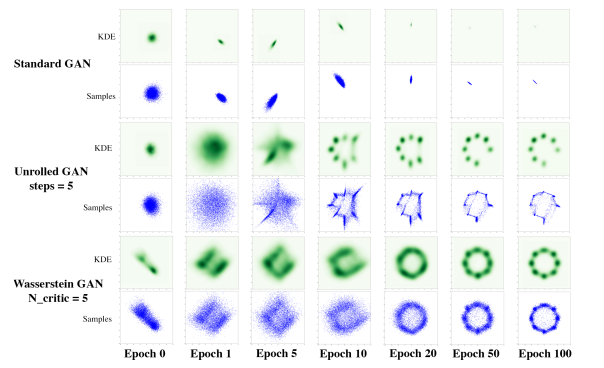 KDE
Standard GAN
Samples
KDE
Unrolled GAN
steps = 5
Samples
KDE
Wasserstein GAN
N_critic = 5
Samples
Epoch 0 Epoch 1 Epoch 5 Epoch 10 Epoch 20 Epoch 50 Epoch 100